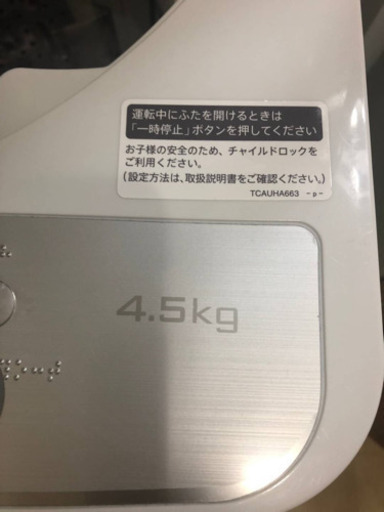 運転中にふたを開けるときは
「一時停止」ボタンを押してください
お子様の安全のため、チャイルドロックを
ご利用ください。
(設定方法は、取扱説明書をご確認ください。)
TCAUHA663 -p-
4.5kg